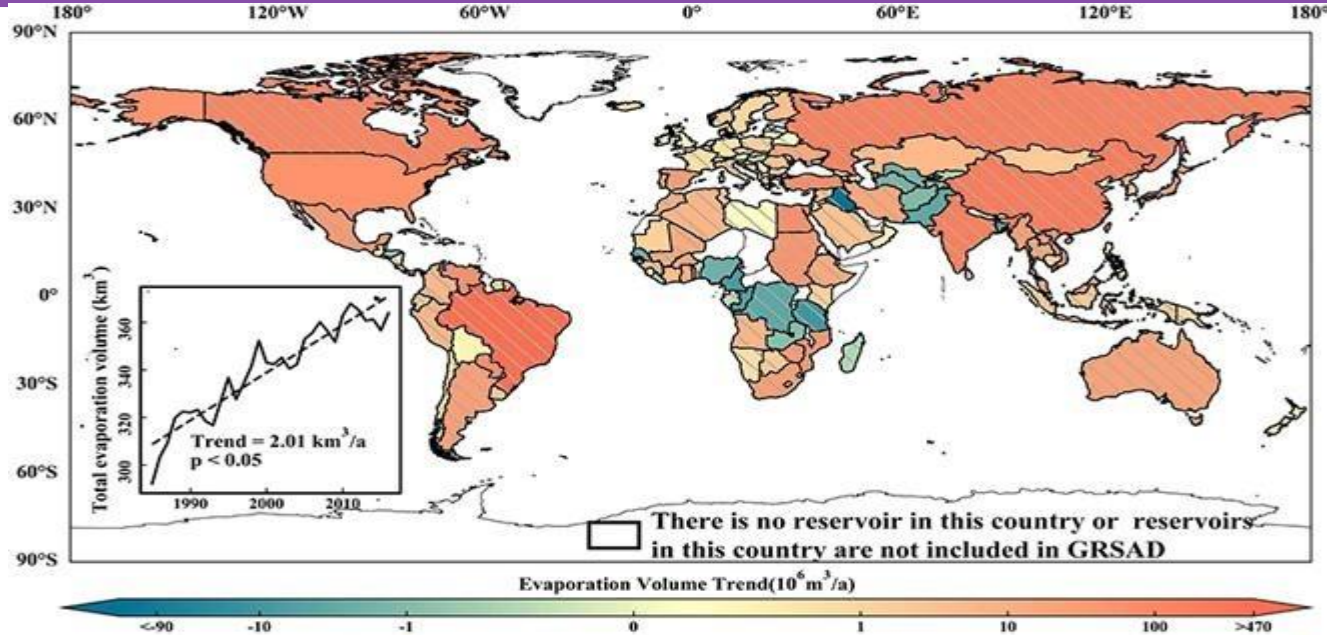 180° 120°W 60°W 0° 60°E 120°E 180°
90°N
60°N
30°N
0°
30°S
60°S
90°S
Total evaporation volume (km³)
360
340
320
300
Trend = 2.01 km³/a
p < 0.05
1990 2000 2010
There is no reservoir in this country or reservoirs
in this country are not included in GRSAD
Evaporation Volume Trend(10⁶m³/a)
<-90 -10 -1 0 1 10 100 >470